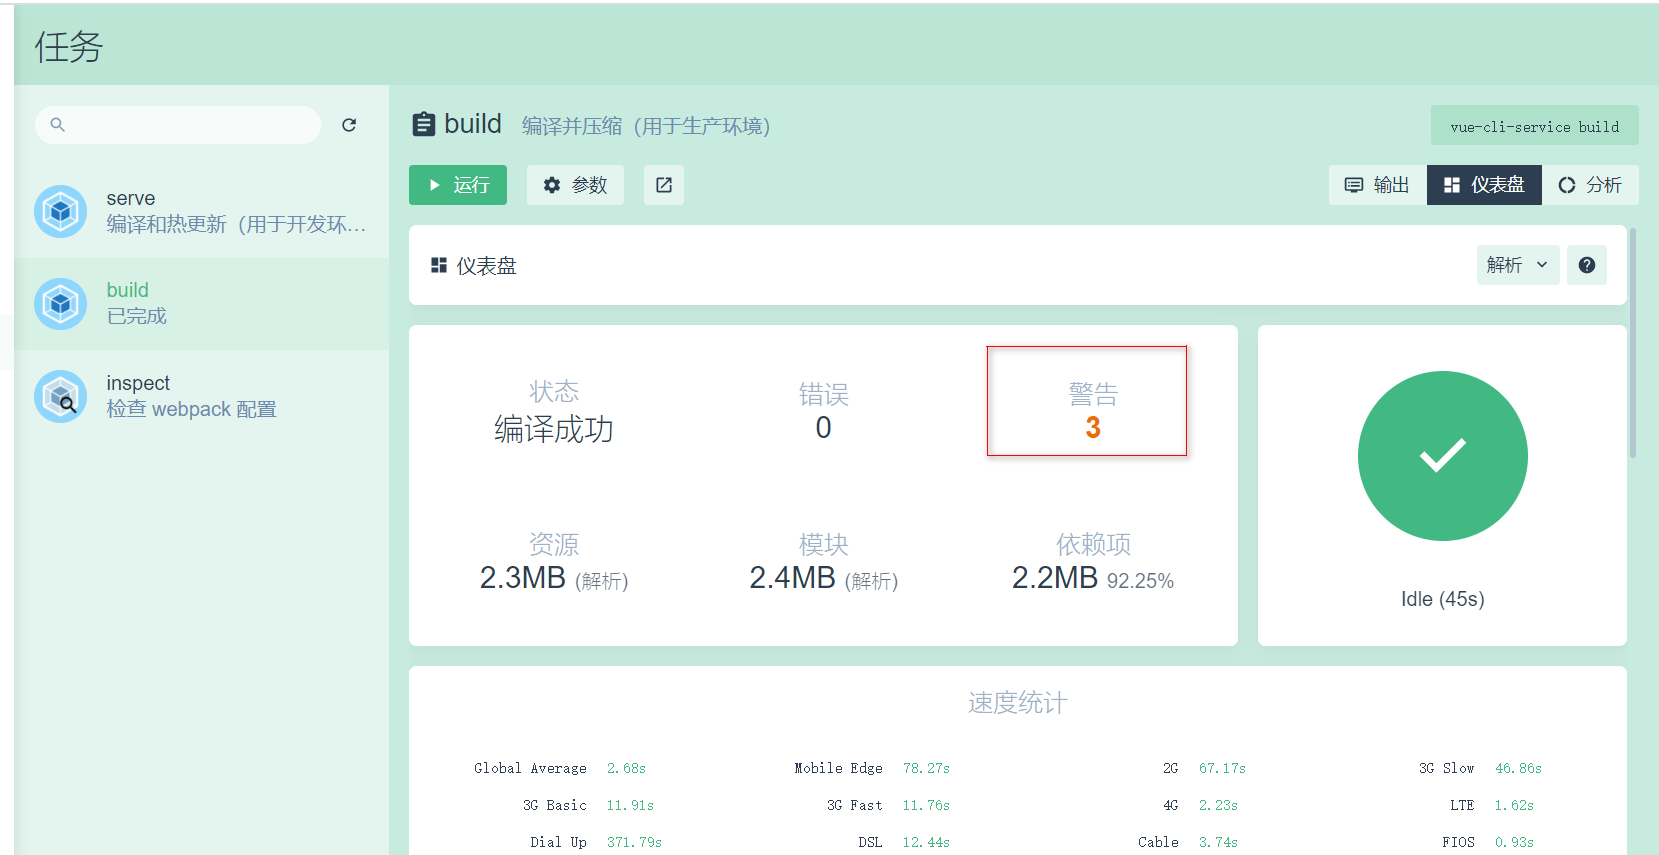 任务
serve
编译和热更新（用于开发环...
build
已完成
inspect
检查 webpack 配置
build 编译并压缩（用于生产环境）
vue-cli-service build
运行 参数
输出 仪表盘 分析
仪表盘
解析
状态
编译成功
错误
0
警告
3
资源
2.3MB (解析)
模块
2.4MB (解析)
依赖项
2.2MB 92.25%
Idle (45s)
速度统计
Global Average 2.68s Mobile Edge 78.27s 2G 67.17s 3G Slow 46.86s
3G Basic 11.91s 3G Fast 11.76s 4G 2.23s LTE 1.62s
Dial Up 371.79s DSL 12.44s Cable 3.74s FIOS 0.93s